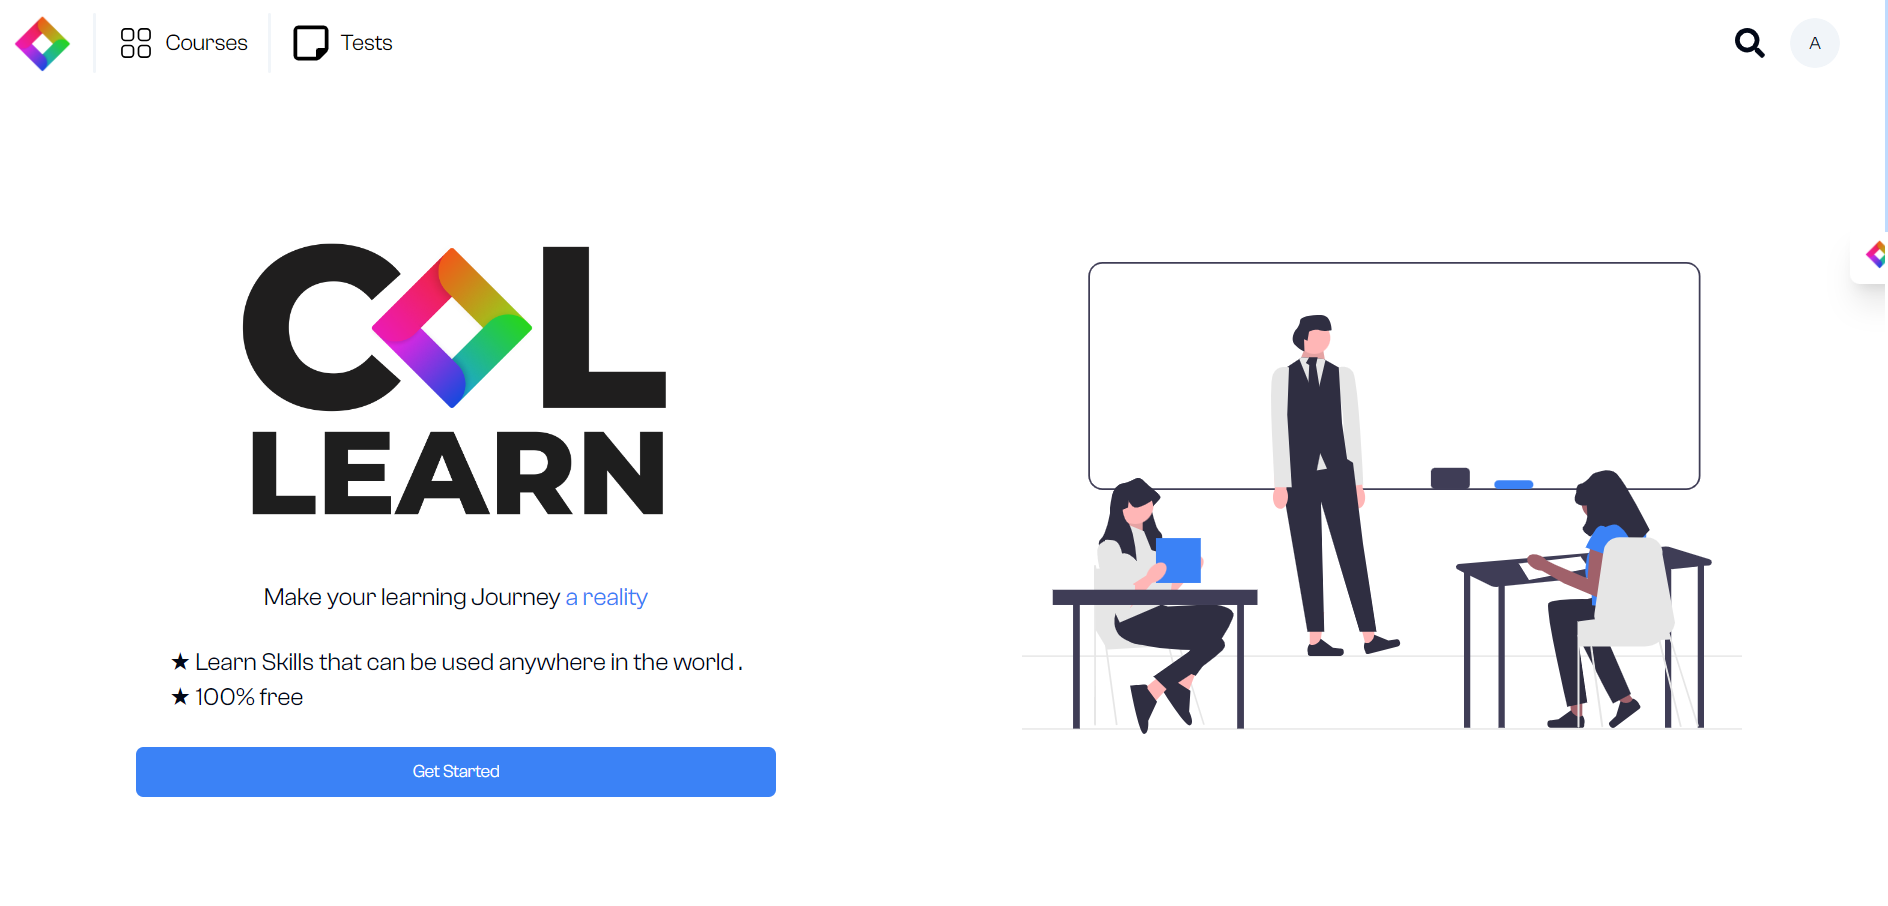 Courses
Tests
A
COL
LEARN
Make your learning Journey a reality
★ Learn Skills that can be used anywhere in the world .
★ 100% free
Get Started